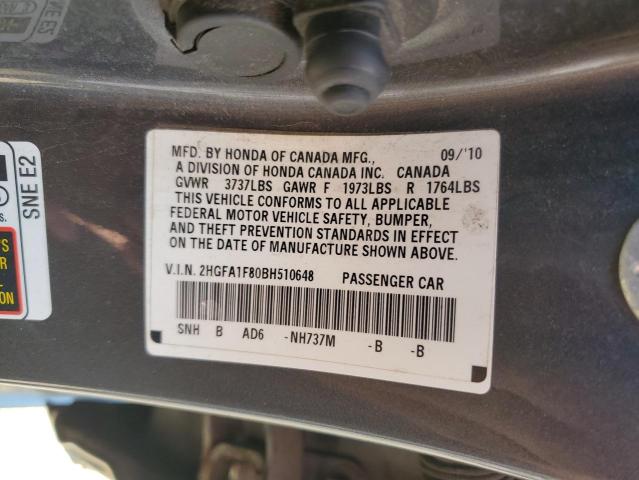 MFD. BY HONDA OF CANADA MFG., 09/'10
A DIVISION OF HONDA CANADA INC. CANADA
GVWR 3737LBS GAWR F 1973LBS R 1764LBS
THIS VEHICLE CONFORMS TO ALL APPLICABLE
FEDERAL MOTOR VEHICLE SAFETY, BUMPER,
AND THEFT PREVENTION STANDARDS IN EFFECT
ON THE DATE OF MANUFACTURE SHOWN ABOVE.
V.I.N. 2HGFA1F80BH510648 PASSENGER CAR
SNH B AD6 -NH737M -B -B
SNE E2
s.
'S
R
ION